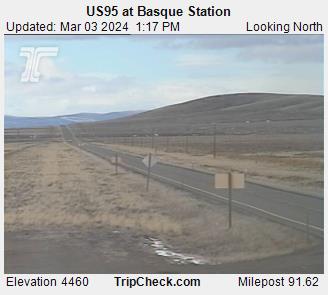 US95 at Basque Station
Updated: Mar 03 2024 1:17 PM Looking North
Elevation 4460 TripCheck.com Milepost 91.62